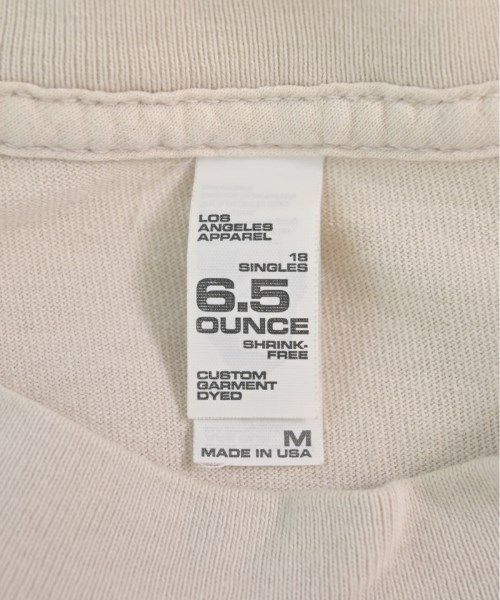 LOS
ANGELES
APPAREL
18
SINGLES
6.5
OUNCE
SHRINK-
FREE
CUSTOM
GARMENT
DYED
M
MADE IN USA